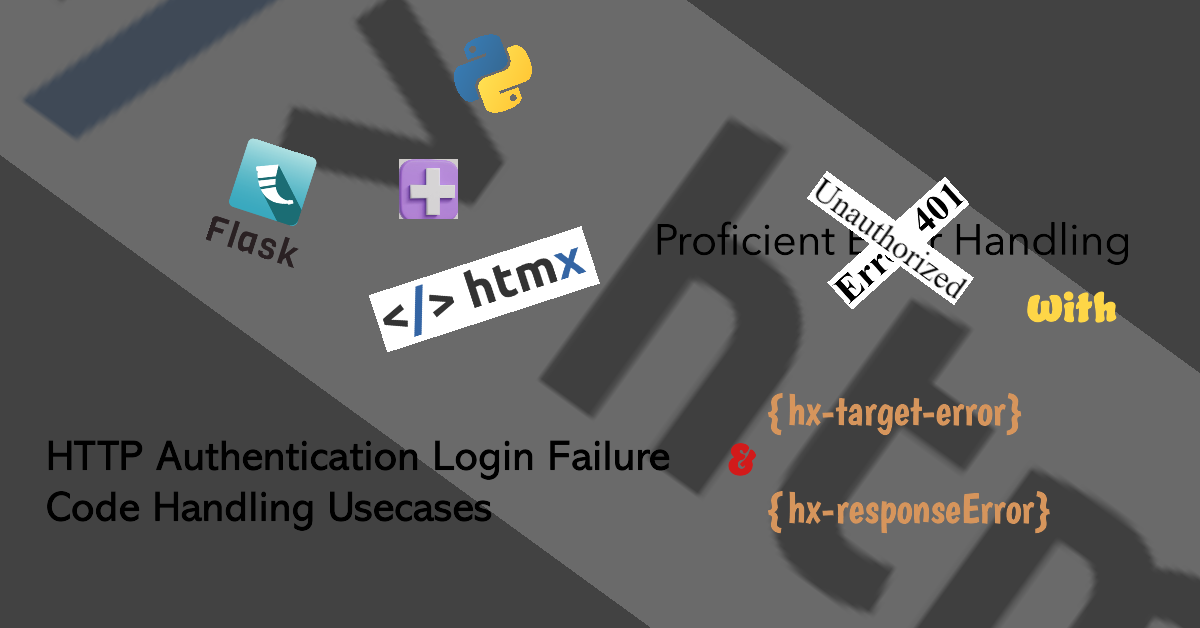 Flask
</> htmx
Unauthorized
Error 401
Proficient Error Handling
with
{hx-target-error}
HTTP Authentication Login Failure
&
Code Handling Usecases
{hx-responseError}